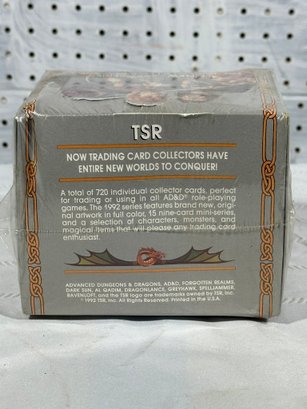 TSR
NOW TRADING CARD COLLECTORS HAVE
ENTIRE NEW WORLDS TO CONQUER!
A total of 720 individual collector cards, perfect
for trading or using in all AD&D® role-playing
games. The 1992 series features brand new, origi-
nal artwork in full color, 15 nine-card mini-series,
and a selection of characters, monsters, and
magical items that will please any trading card
enthusiast.
ADVANCED DUNGEONS & DRAGONS, AD&D, FORGOTTEN REALMS,
DARK SUN, AL QADIM, DRAGONLANCE, GREYHAWK, SPELLJAMMER,
RAVENLOFT, and the TSR logo are trademarks owned by TSR, Inc.
©1992 TSR, Inc. All Rights Reserved. Printed in the U.S.A.